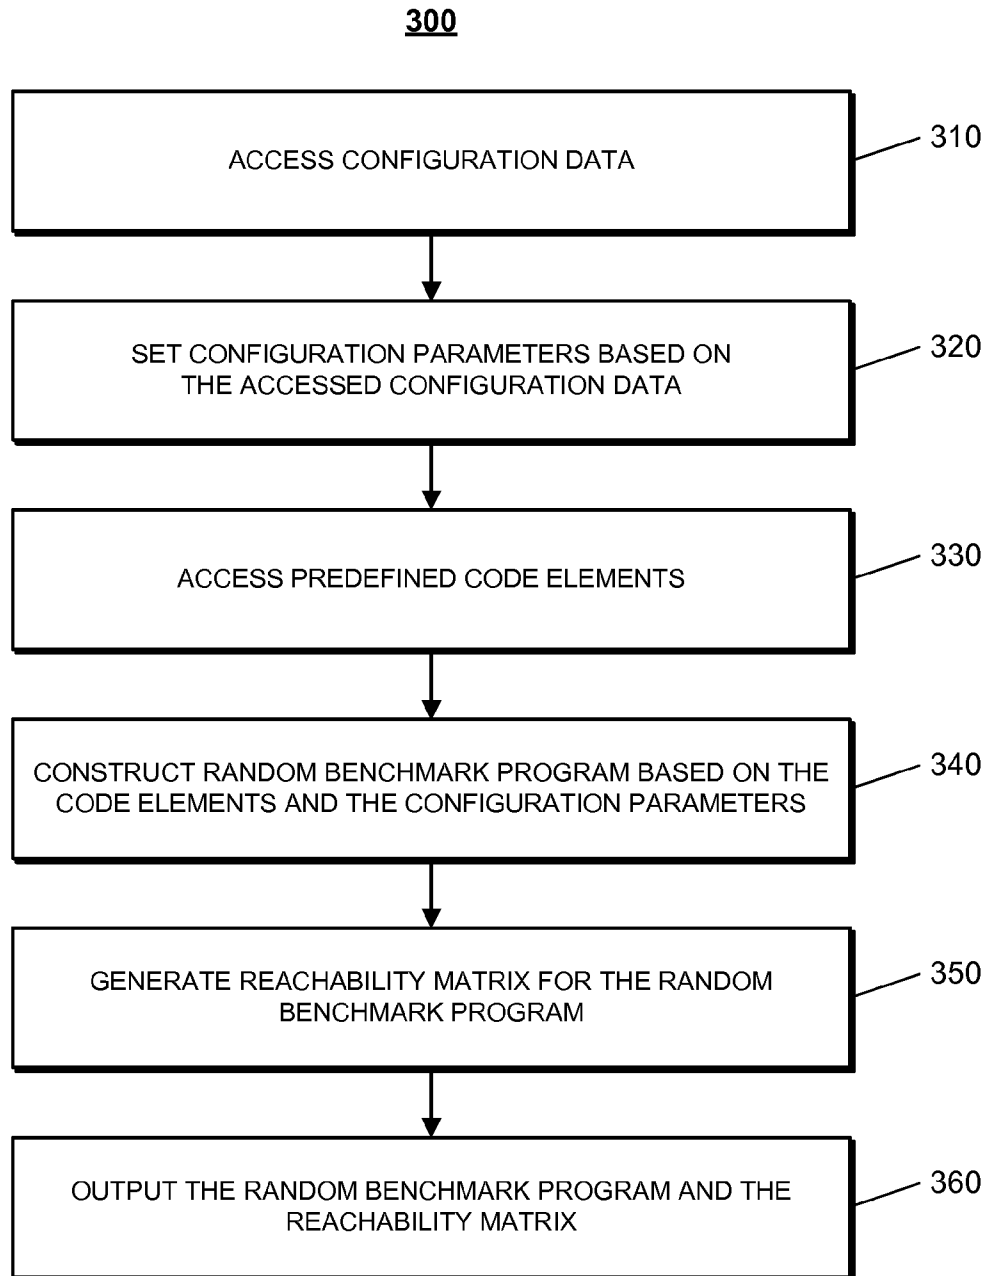 300
ACCESS CONFIGURATION DATA
310
SET CONFIGURATION PARAMETERS BASED ON
THE ACCESSED CONFIGURATION DATA
320
ACCESS PREDEFINED CODE ELEMENTS
330
CONSTRUCT RANDOM BENCHMARK PROGRAM BASED ON THE
CODE ELEMENTS AND THE CONFIGURATION PARAMETERS
340
GENERATE REACHABILITY MATRIX FOR THE RANDOM
BENCHMARK PROGRAM
350
OUTPUT THE RANDOM BENCHMARK PROGRAM AND THE
REACHABILITY MATRIX
360